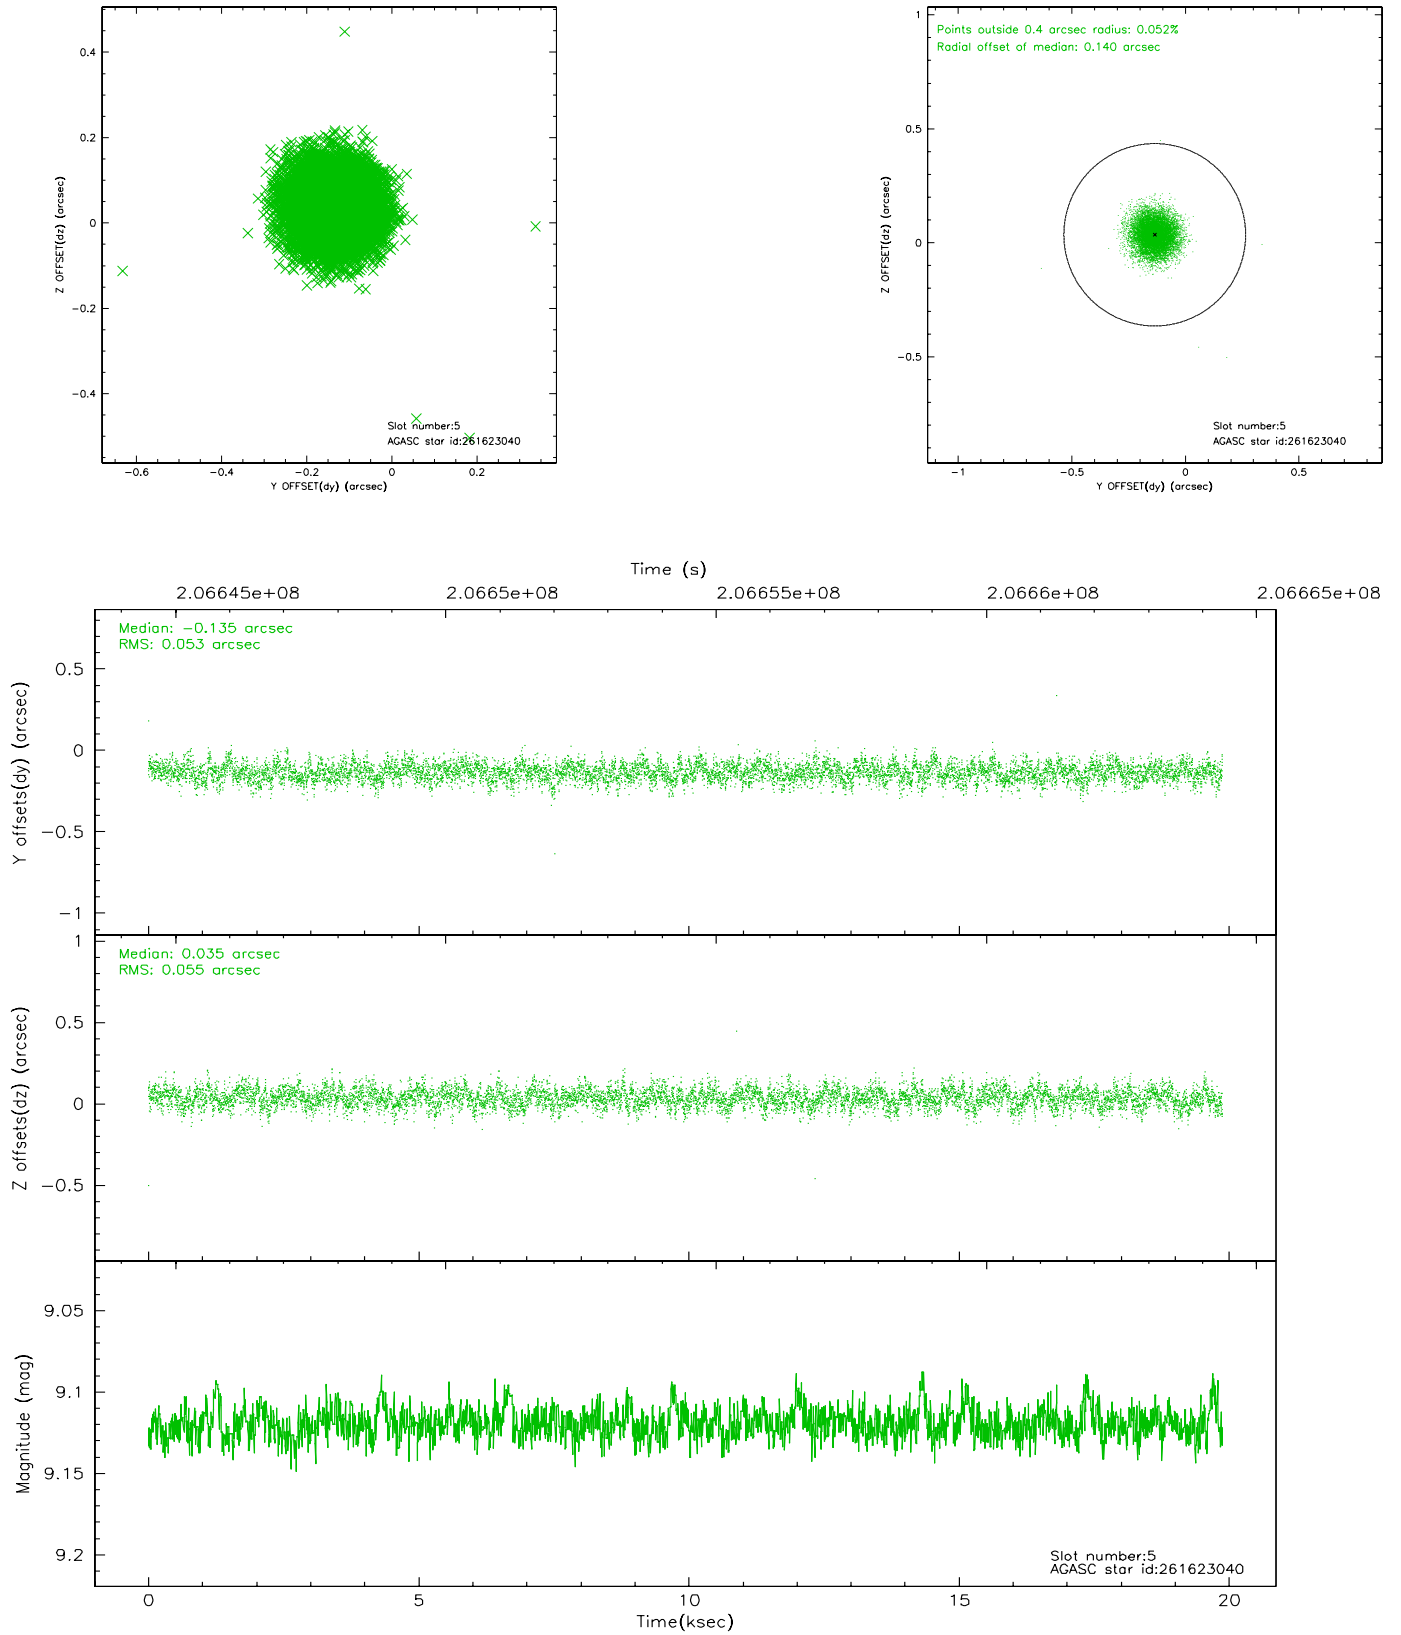 0.4
0.2
0
-0.2
-0.4
Z OFFSET(dz) (arcsec)
Slot number:5
AGASC star id:261623040
-0.6
-0.4
-0.2
0
0.2
Y OFFSET(dy) (arcsec)
1
0.5
0
-0.5
Z OFFSET(dz) (arcsec)
Points outside 0.4 arcsec radius: 0.052%
Radial offset of median: 0.140 arcsec
Slot number:5
AGASC star id:261623040
-1
-0.5
0
0.5
Y OFFSET(dy) (arcsec)
Time (s)
2.06645e+08
2.0665e+08
2.06655e+08
2.0666e+08
2.06665e+08
Median: -0.135 arcsec
RMS: 0.053 arcsec
0.5
0
-0.5
-1
Y offsets(dy) (arcsec)
Median: 0.035 arcsec
RMS: 0.055 arcsec
1
0.5
0
-0.5
Z offsets(dz) (arcsec)
9.05
9.1
9.15
9.2
Magnitude (mag)
Slot number:5
AGASC star id:261623040
0
5
10
15
20
Time(ksec)